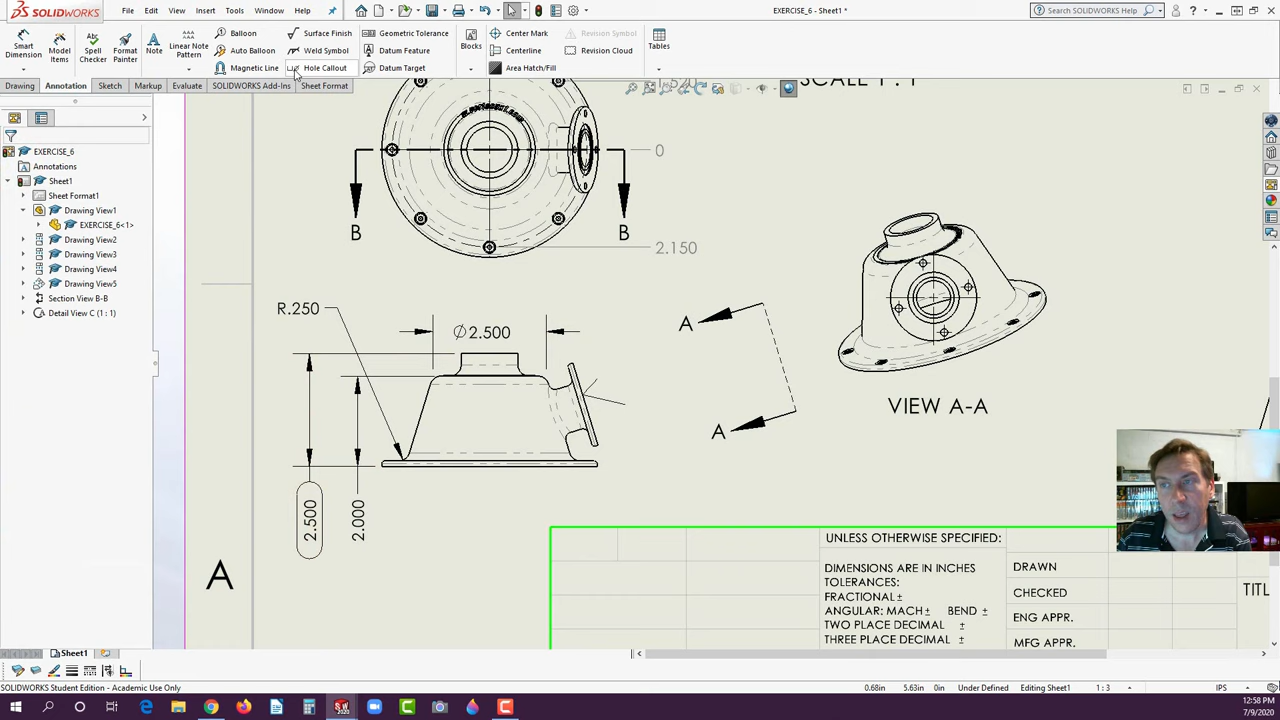 SOLIDWORKS
File
Edit
View
Insert
Tools
Window
Help
EXERCISE_6 - Sheet1 *
Search SOLIDWORKS Help
Smart Dimension
Model Items
Spell Checker
Format Painter
Note
Linear Note Pattern
Balloon
Auto Balloon
Magnetic Line
Surface Finish
Weld Symbol
Hole Callout
Geometric Tolerance
Datum Feature
Datum Target
Blocks
Center Mark
Centerline
Area Hatch/Fill
Revision Symbol
Revision Cloud
Tables
Drawing
Annotation
Sketch
Markup
Evaluate
SOLIDWORKS Add-Ins
Sheet Format
EXERCISE_6
Annotations
Sheet1
Sheet Format1
Drawing View1
EXERCISE_6<1>
Drawing View2
Drawing View3
Drawing View4
Drawing View5
Section View B-B
Detail View C (1 : 1)
SCALE 1 : 1
1.520
0
B
B
2.150
R.250
∅2.500
2.500
2.000
A
A
VIEW A-A
A
UNLESS OTHERWISE SPECIFIED:
DIMENSIONS ARE IN INCHES
TOLERANCES:
FRACTIONAL ±
ANGULAR: MACH ± BEND ±
TWO PLACE DECIMAL ±
THREE PLACE DECIMAL ±
DRAWN
CHECKED
ENG APPR.
MFG APPR.
TITL
Sheet1
SOLIDWORKS Student Edition - Academic Use Only
0.68in
5.63in
0in
Under Defined
Editing Sheet1
1 : 3
IPS
12:58 PM
7/9/2020